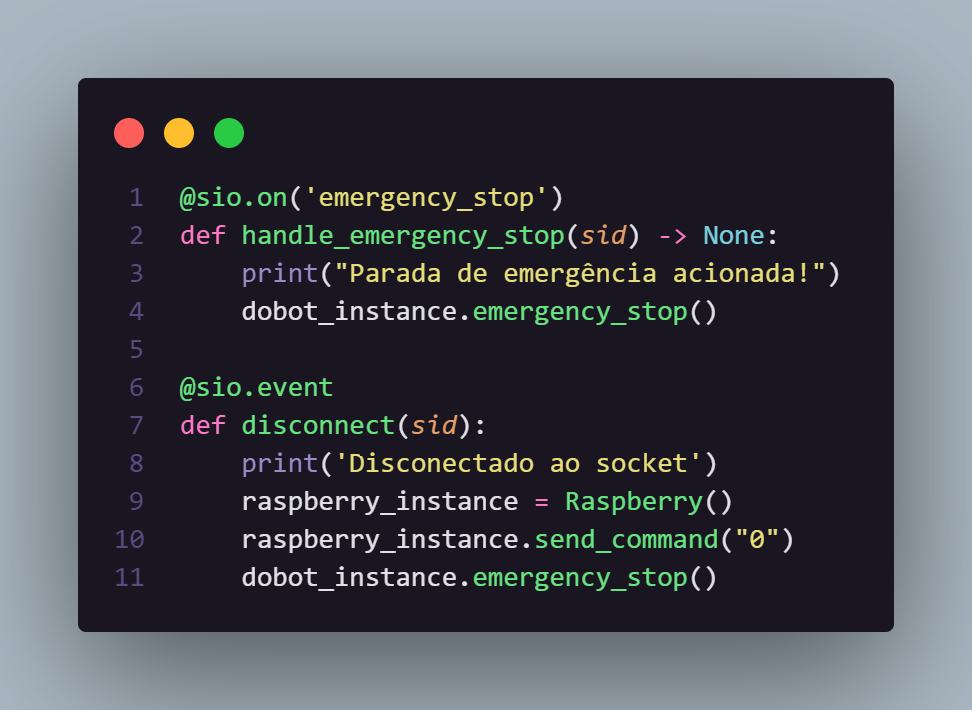 1 @sio.on('emergency_stop')
2 def handle_emergency_stop(sid) -> None:
3     print("Parada de emergência acionada!")
4     dobot_instance.emergency_stop()
5
6 @sio.event
7 def disconnect(sid):
8     print('Disconectado ao socket')
9     raspberry_instance = Raspberry()
10     raspberry_instance.send_command("0")
11     dobot_instance.emergency_stop()